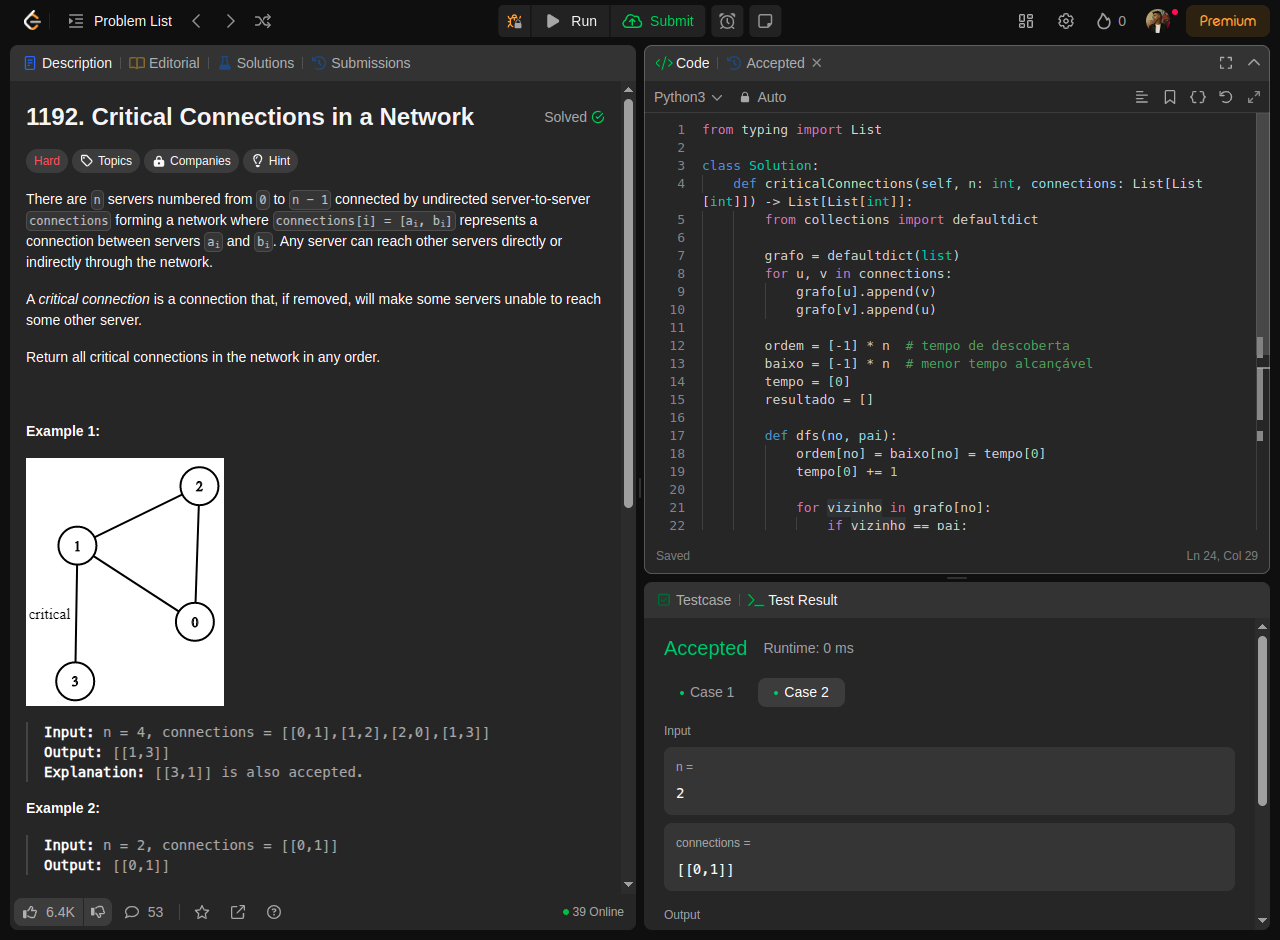 Problem List
Run
Submit
0
Premium
Description
Editorial
Solutions
Submissions
1192. Critical Connections in a Network
Solved
Hard
Topics
Companies
Hint
There are n servers numbered from 0 to n − 1 connected by undirected server-to-server
connections forming a network where connections[i] = [ai, bi] represents a
connection between servers ai and bi. Any server can reach other servers directly or
indirectly through the network.
A critical connection is a connection that, if removed, will make some servers unable to reach
some other server.
Return all critical connections in the network in any order.
Example 1:
2
1
critical
0
3
Input: n = 4, connections = [[0,1],[1,2],[2,0],[1,3]]
Output: [[1,3]]
Explanation: [[3,1]] is also accepted.
Example 2:
Input: n = 2, connections = [[0,1]]
Output: [[0,1]]
6.4K
53
39 Online
</> Code
Accepted
Python3
Auto
1 from typing import List
2
3 class Solution:
4     def criticalConnections(self, n: int, connections: List[List
[int]]) -> List[List[int]]:
5         from collections import defaultdict
6
7         grafo = defaultdict(list)
8         for u, v in connections:
9             grafo[u].append(v)
10             grafo[v].append(u)
11
12         ordem = [-1] * n  # tempo de descoberta
13         baixo = [-1] * n  # menor tempo alcançável
14         tempo = [0]
15         resultado = []
16
17         def dfs(no, pai):
18             ordem[no] = baixo[no] = tempo[0]
19             tempo[0] += 1
20
21             for vizinho in grafo[no]:
22                 if vizinho == pai:
Saved
Ln 24, Col 29
Testcase
Test Result
Accepted
Runtime: 0 ms
Case 1
Case 2
Input
n =
2
connections =
[[0,1]]
Output